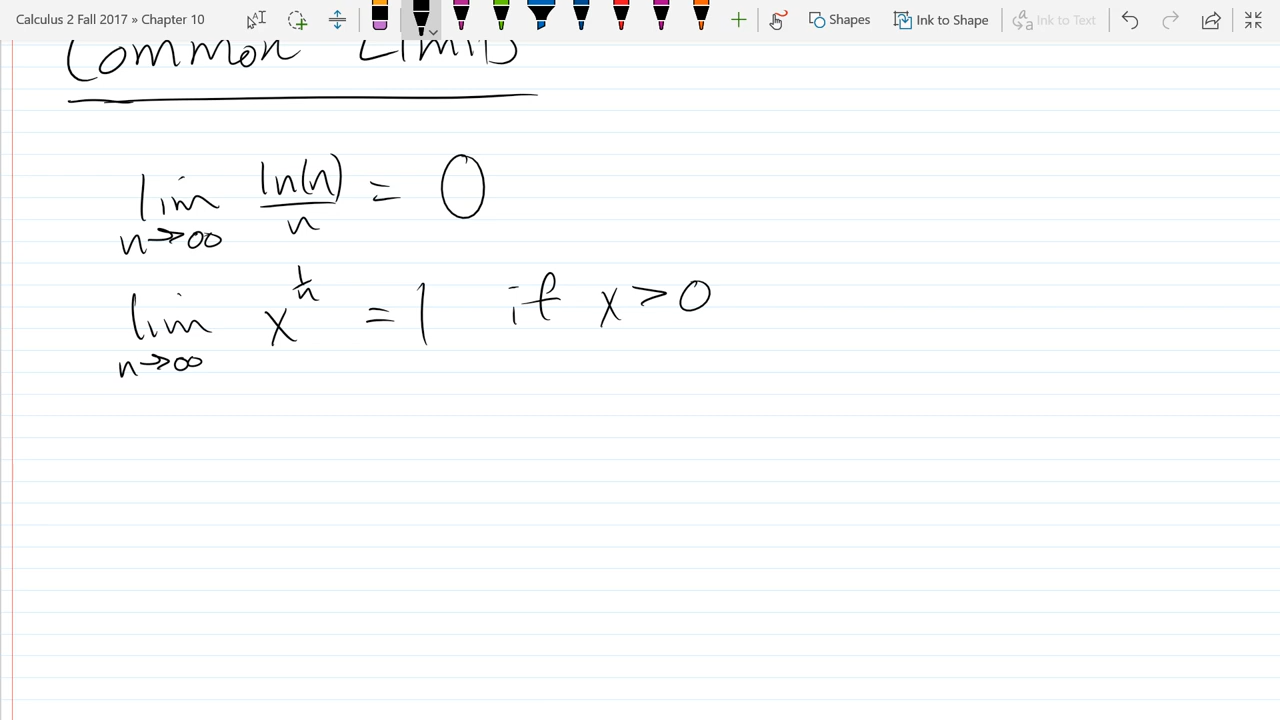 Calculus 2 Fall 2017 » Chapter 10
Shapes
Ink to Shape
Ink to Text
Common Limits
lim n→∞ ln(n)/n = 0
lim n→∞ x^(1/n) = 1 if x > 0